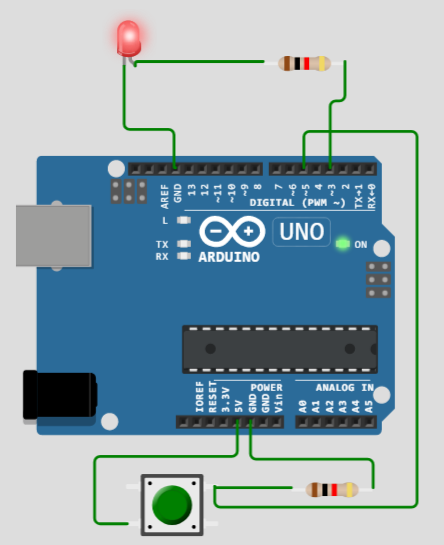 AREF
GND
13
12
~11
~10
~9
8
7
~6
~5
4
~3
2
TX→1
RX←0
DIGITAL (PWM ~)
L
TX
RX
UNO
ON
ARDUINO
IOREF
RESET
3.3V
5V
GND
GND
Vin
POWER
ANALOG IN
A0
A1
A2
A3
A4
A5